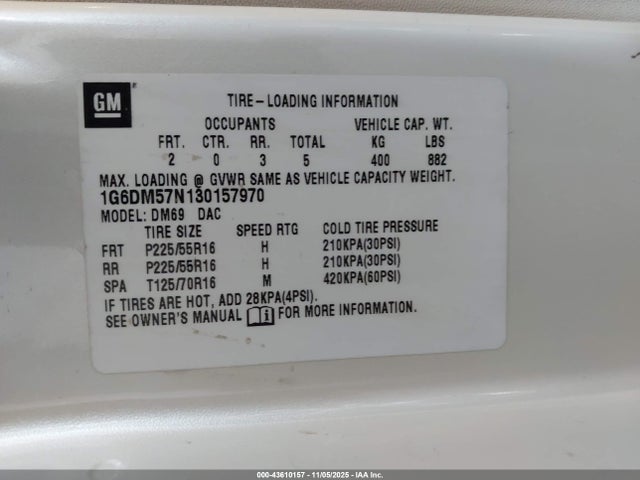 GM
TIRE-LOADING INFORMATION
OCCUPANTS VEHICLE CAP. WT.
FRT. CTR. RR. TOTAL KG LBS
2 0 3 5 400 882
MAX. LOADING @ GVWR SAME AS VEHICLE CAPACITY WEIGHT.
1G6DM57N130157970
MODEL: DM69 DAC
TIRE SIZE SPEED RTG COLD TIRE PRESSURE
FRT P225/55R16 H 210KPA(30PSI)
RR P225/55R16 H 210KPA(30PSI)
SPA T125/70R16 M 420KPA(60PSI)
IF TIRES ARE HOT, ADD 28KPA(4PSI).
SEE OWNER'S MANUAL i FOR MORE INFORMATION.
000-43610157 - 11/05/2025 - IAA Inc.